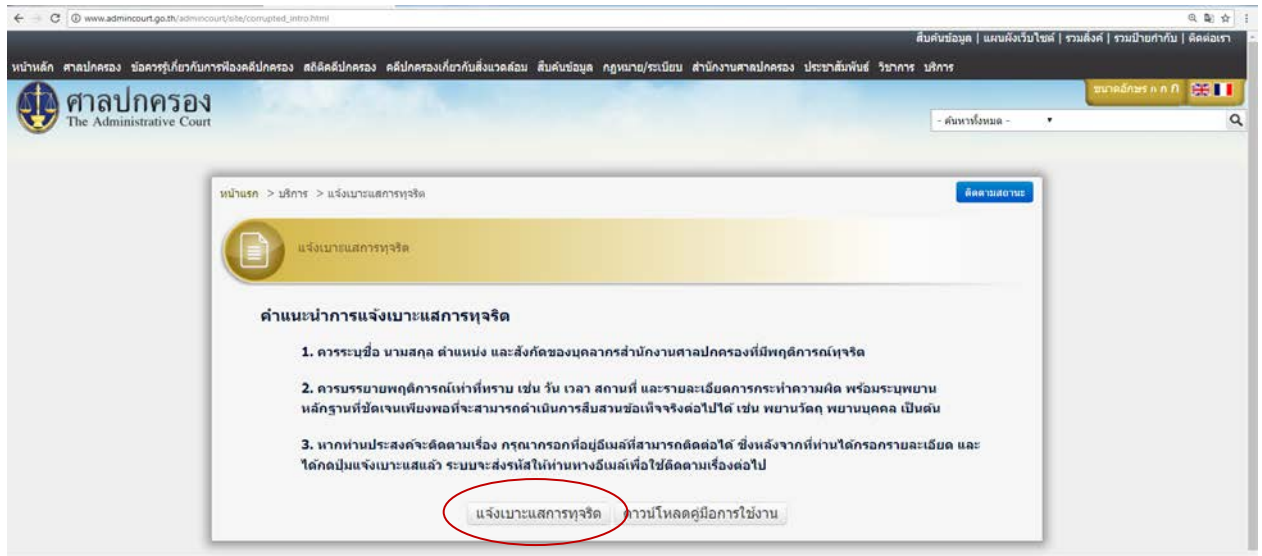 www.admincourt.go.th/admincourt/site/corrupted_intro.html
สืบค้นข้อมูล | แผนผังเว็บไซต์ | รวมลิ้งค์ | รวมป้ายกำกับ | ติดต่อเรา
หน้าหลัก ศาลปกครอง ข้อควรรู้เกี่ยวกับการฟ้องคดีปกครอง สถิติคดีปกครอง คดีปกครองเกี่ยวกับสิ่งแวดล้อม สืบค้นข้อมูล กฎหมาย/ระเบียบ สำนักงานศาลปกครอง ประชาสัมพันธ์ วิชาการ บริการ
ขนาดอักษร ก ก ก
ศาลปกครอง
The Administrative Court
- ค้นหาทั้งหมด -
หน้าแรก > บริการ > แจ้งเบาะแสการทุจริต
ติดตามสถานะ
แจ้งเบาะแสการทุจริต
คำแนะนำการแจ้งเบาะแสการทุจริต
1. ควรระบุชื่อ นามสกุล ตำแหน่ง และสังกัดของบุคลากรสำนักงานศาลปกครองที่มีพฤติการณ์ทุจริต
2. ควรบรรยายพฤติการณ์เท่าที่ทราบ เช่น วัน เวลา สถานที่ และรายละเอียดการกระทำความผิด พร้อมระบุพยาน
หลักฐานที่ชัดเจนเพียงพอที่จะสามารถดำเนินการสืบสวนข้อเท็จจริงต่อไปได้ เช่น พยานวัตถุ พยานบุคคล เป็นต้น
3. หากท่านประสงค์จะติดตามเรื่อง กรุณากรอกที่อยู่อีเมล์ที่สามารถติดต่อได้ ซึ่งหลังจากที่ท่านได้กรอกรายละเอียด และ
ได้กดปุ่มแจ้งเบาะแสแล้ว ระบบจะส่งรหัสให้ท่านทางอีเมล์เพื่อใช้ติดตามเรื่องต่อไป
แจ้งเบาะแสการทุจริต ดาวน์โหลดคู่มือการใช้งาน